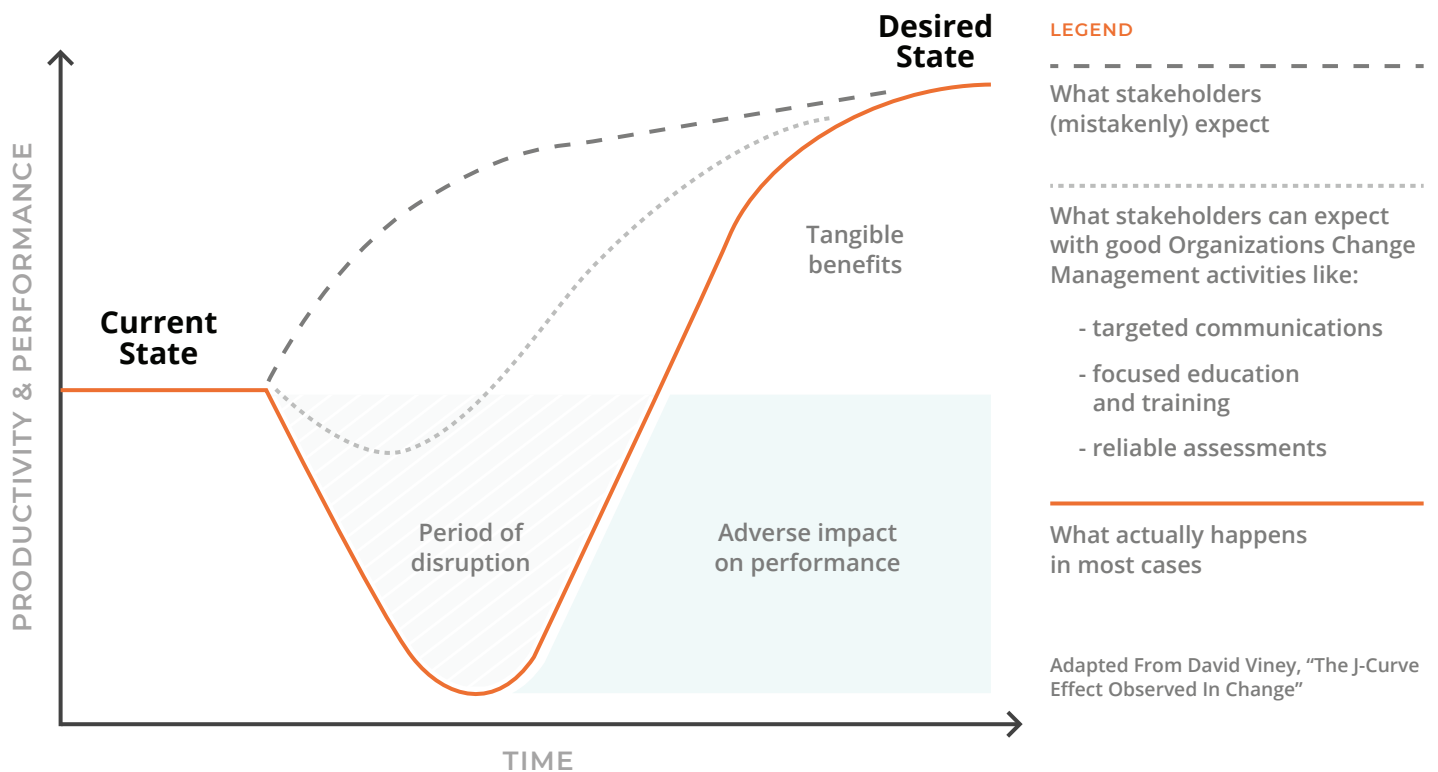 Desired
State
LEGEND
What stakeholders
(mistakenly) expect
What stakeholders can expect
with good Organizations Change
Management activities like:
- targeted communications
- focused education
and training
- reliable assessments
What actually happens
in most cases
Adapted From David Viney, “The J-Curve
Effect Observed In Change”
PRODUCTIVITY & PERFORMANCE
Current
State
Tangible
benefits
Period of
disruption
Adverse impact
on performance
TIME